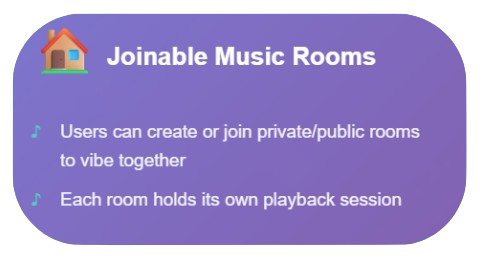 Joinable Music Rooms
♪ Users can create or join private/public rooms
to vibe together
♪ Each room holds its own playback session